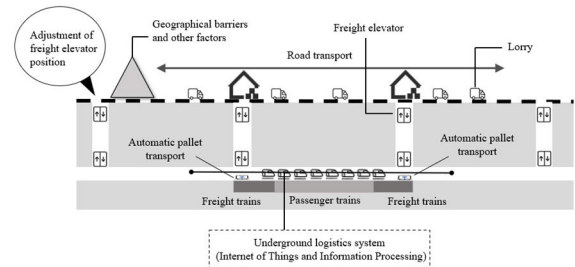 Adjustment of
freight elevator
position
Geographical barriers
and other factors
Freight elevator
Road transport
Lorry
Automatic pallet
transport
Automatic pallet
transport
Freight trains
Passenger trains
Freight trains
Underground logistics system
(Internet of Things and Information Processing)